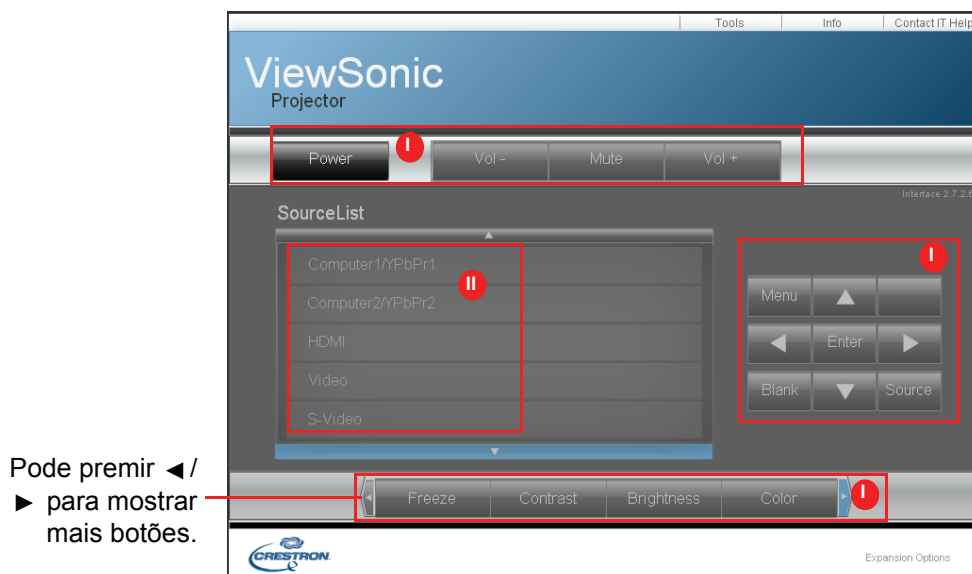 Tools Info Contact IT Help
ViewSonic
Projector
Power I Vol - Mute Vol +
Interface 2.7.2.6
SourceList
Computer1/YPbPr1
Computer2/YPbPr2
HDMI
Video
S-Video
II
I
Menu
Enter
Blank Source
Pode premir ◄ /
► para mostrar
mais botões.
Freeze Contrast Brightness Color I
CRESTRON
Expansion Options